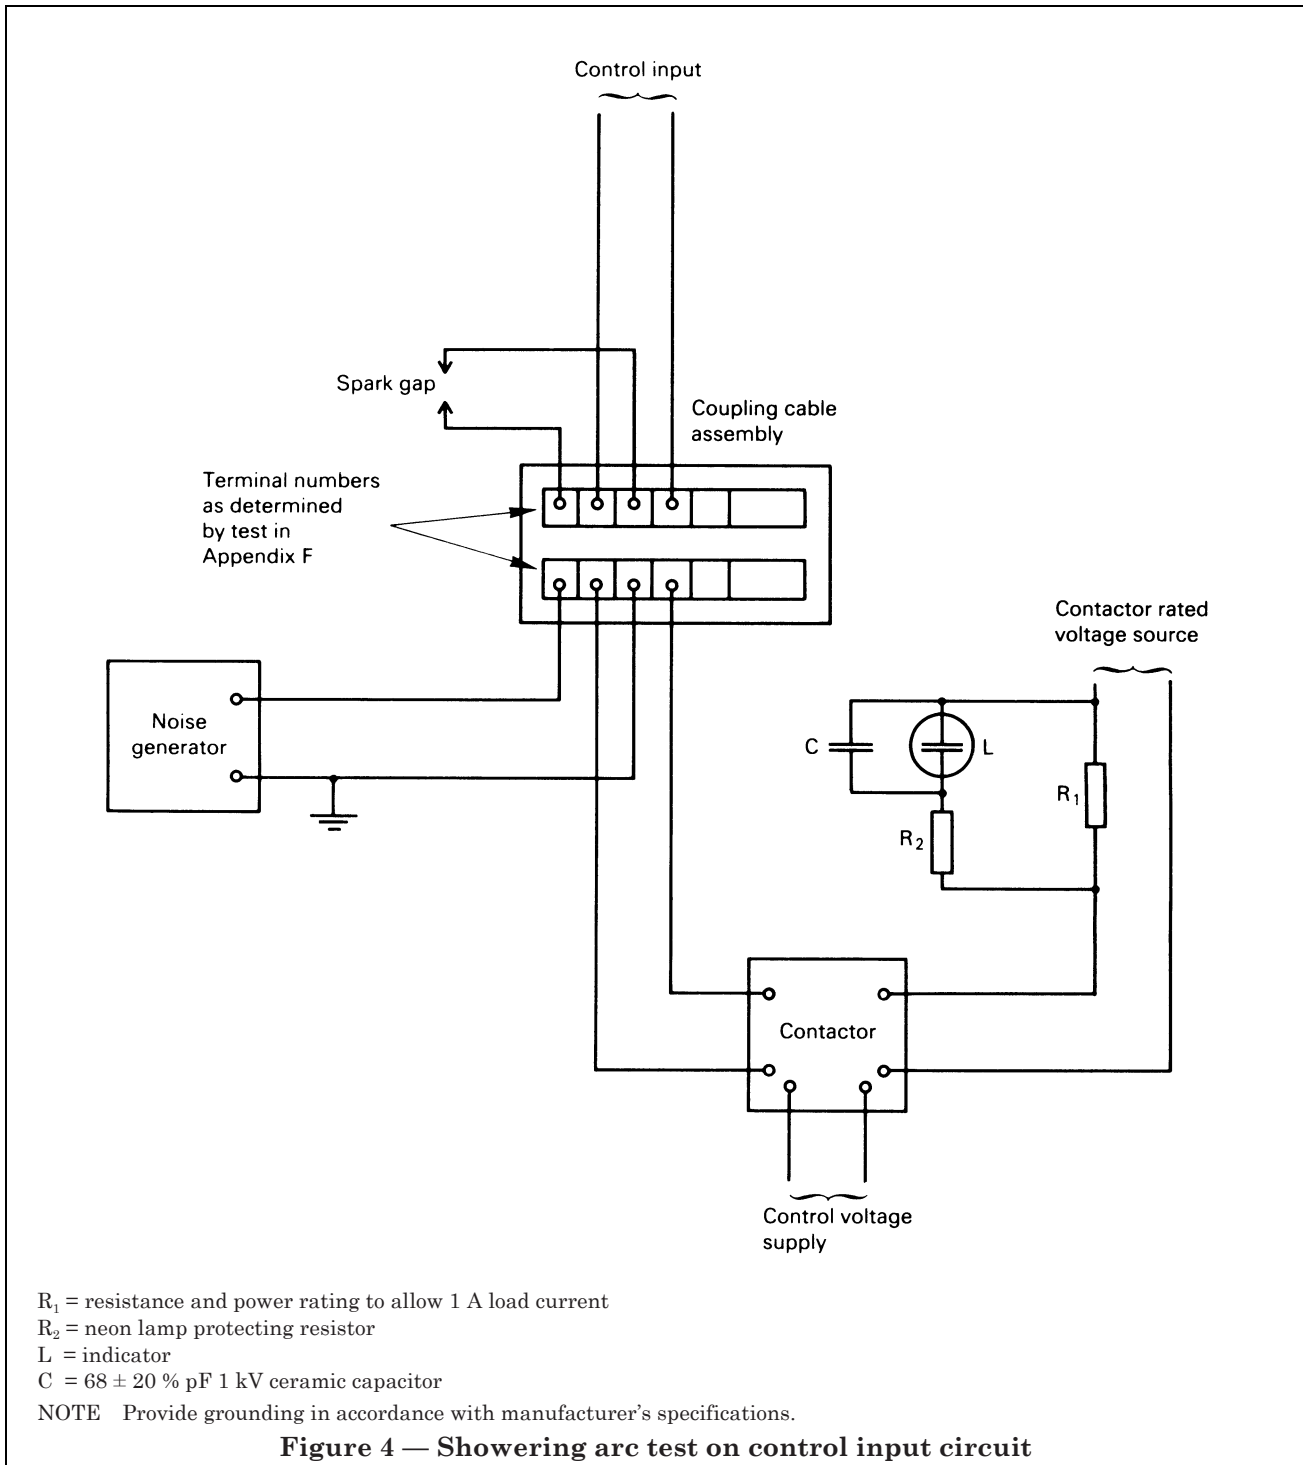 Control input
Spark gap
Coupling cable
assembly
Terminal numbers
as determined
by test in
Appendix F
Contactor rated
voltage source
Noise
generator
C
L
R₁
R₂
Contactor
Control voltage
supply
R₁ = resistance and power rating to allow 1 A load current
R₂ = neon lamp protecting resistor
L = indicator
C = 68 ± 20 % pF 1 kV ceramic capacitor
NOTE Provide grounding in accordance with manufacturer’s specifications.
Figure 4 — Showering arc test on control input circuit